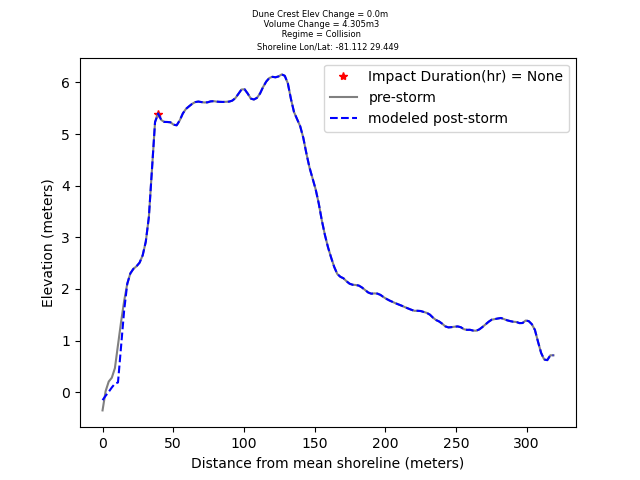 Dune Crest Elev Change = 0.0m
Volume Change = 4.305m3
Regime = Collision
Shoreline Lon/Lat: -81.112 29.449
Impact Duration(hr) = None
pre-storm
modeled post-storm
Elevation (meters)
6
5
4
3
2
1
0
0 50 100 150 200 250 300
Distance from mean shoreline (meters)